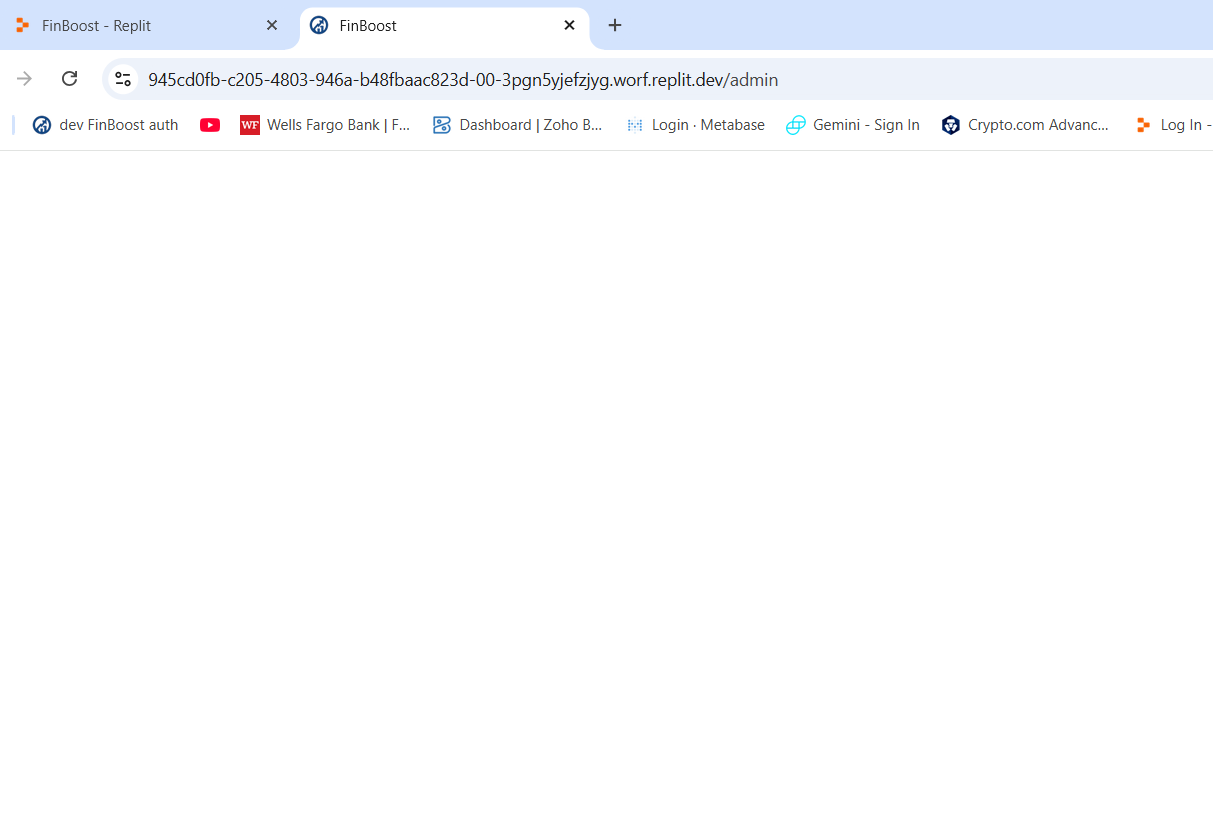 FinBoost - Replit
FinBoost
945cd0fb-c205-4803-946a-b48fbaac823d-00-3pgn5yjefzjyg.worf.replit.dev/admin
dev FinBoost auth WF Wells Fargo Bank | F... Dashboard | Zoho B... Login · Metabase Gemini - Sign In Crypto.com Advanc... Log In -